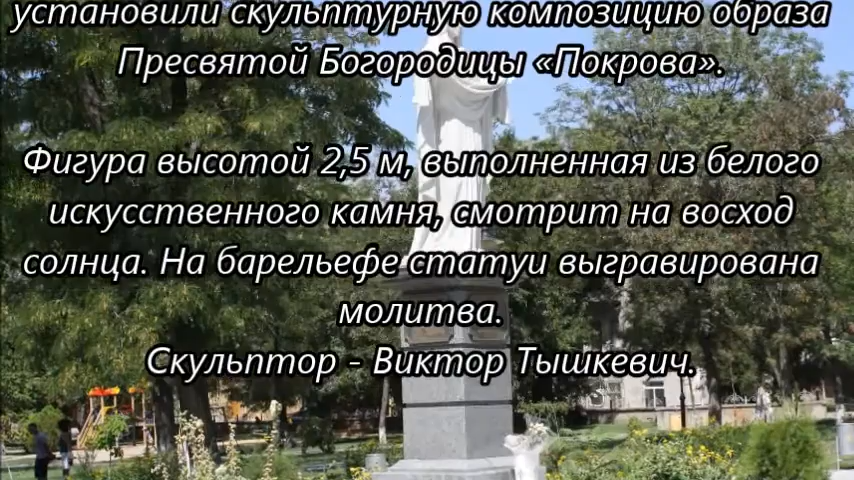 установили скульптурную композицию образа
Пресвятой Богородицы «Покрова».
Фигура высотой 2,5 м, выполненная из белого
искусственного камня, смотрит на восход
солнца. На барельефе статуи выгравирована
молитва.
Скульптор - Виктор Тышкевич.